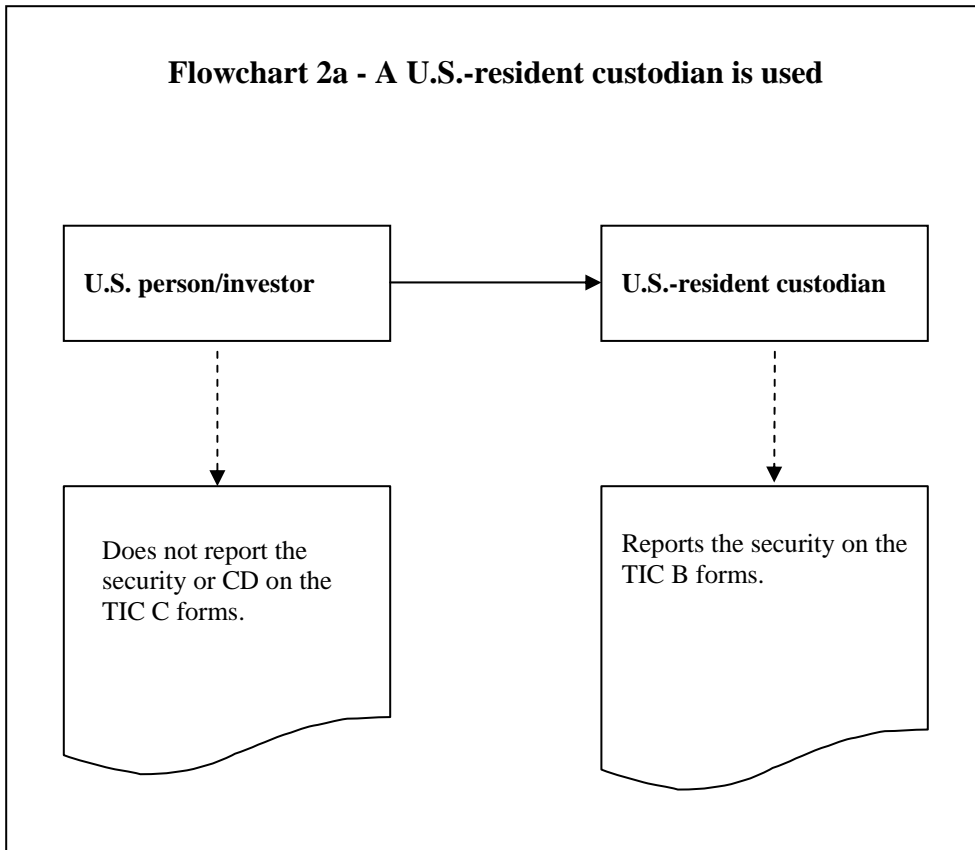 Flowchart 2a - A U.S.-resident custodian is used
U.S. person/investor
U.S.-resident custodian
Does not report the
security or CD on the
TIC C forms.
Reports the security on the
TIC B forms.